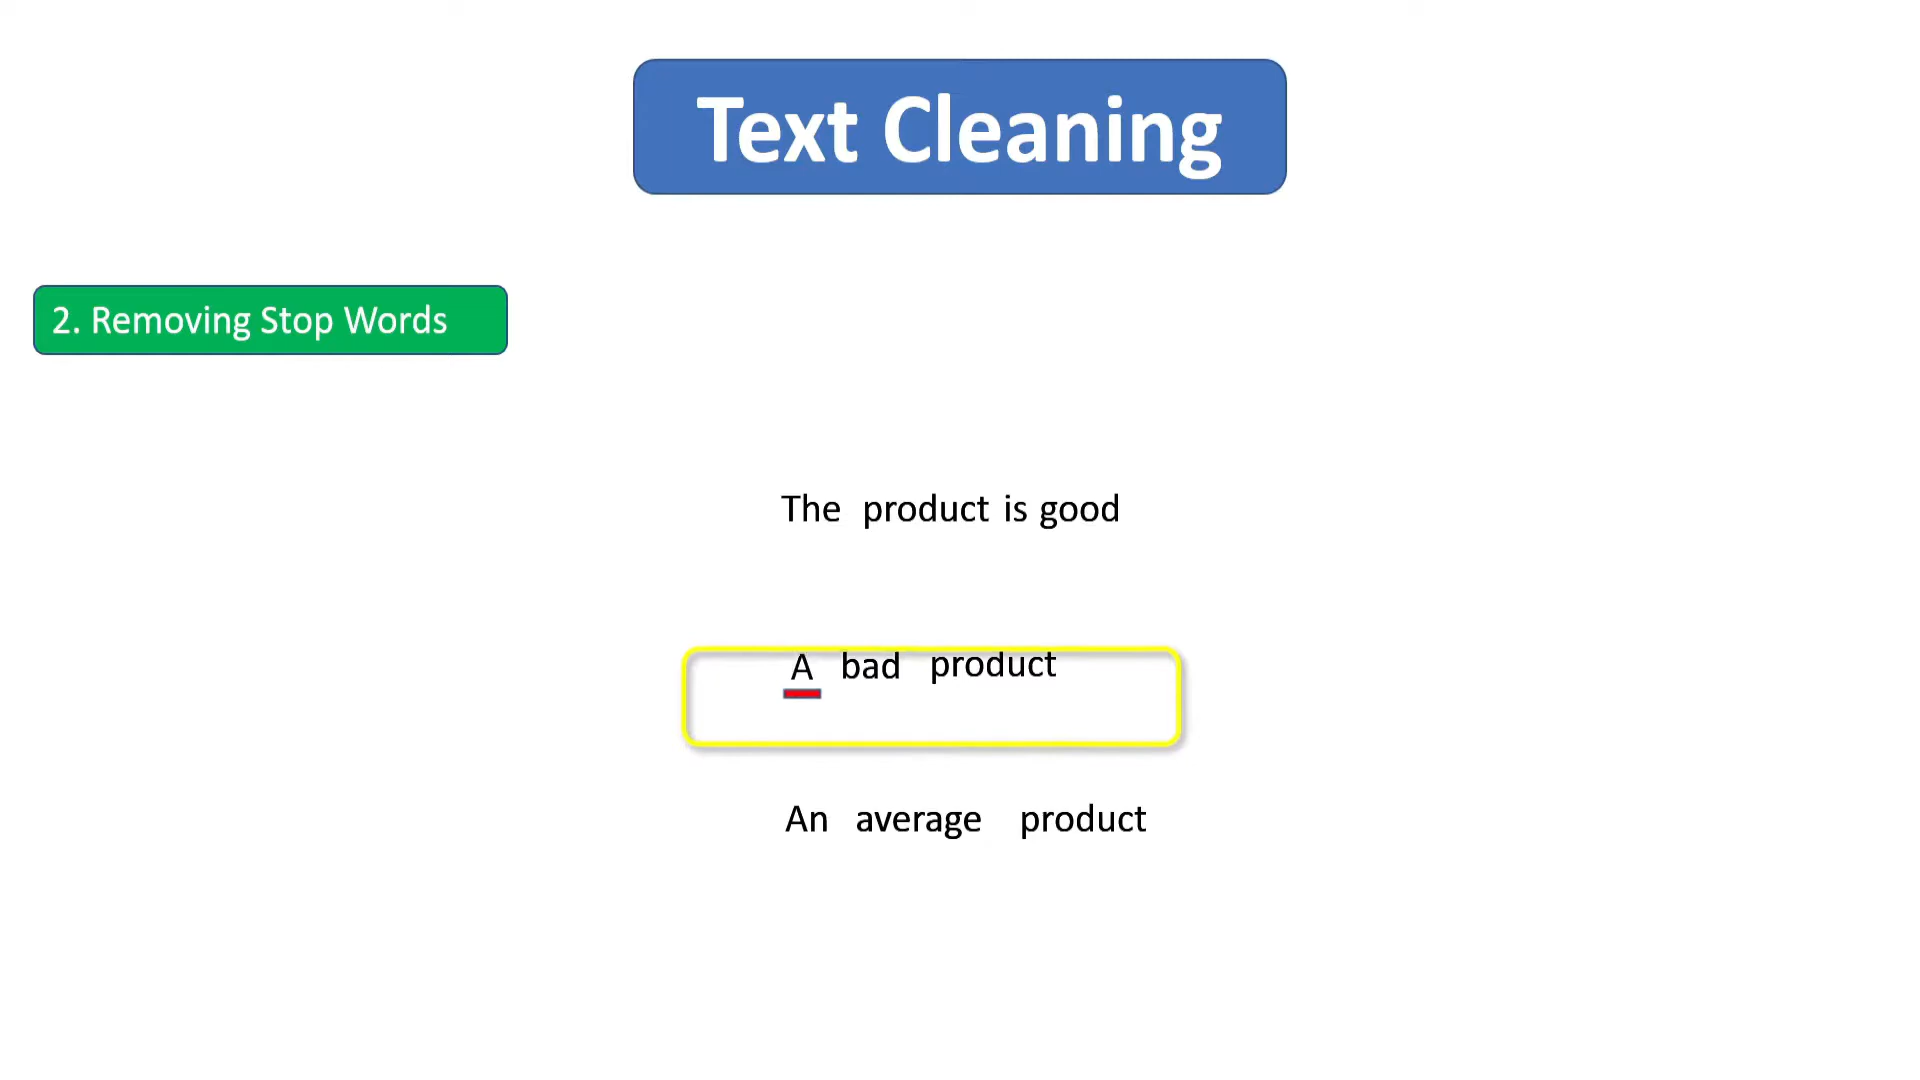 Text Cleaning
2. Removing Stop Words
The product is good
A bad product
An average product